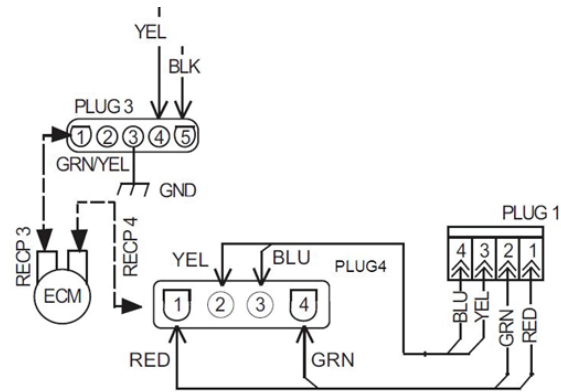 YEL
BLK
PLUG 3
1 2 3 4 5
GRN/YEL
GND
RECP 3
RECP 4
ECM
PLUG 1
4 3 2 1
BLU
YEL
GRN
RED
YEL
BLU
PLUG4
1 2 3 4
RED
GRN